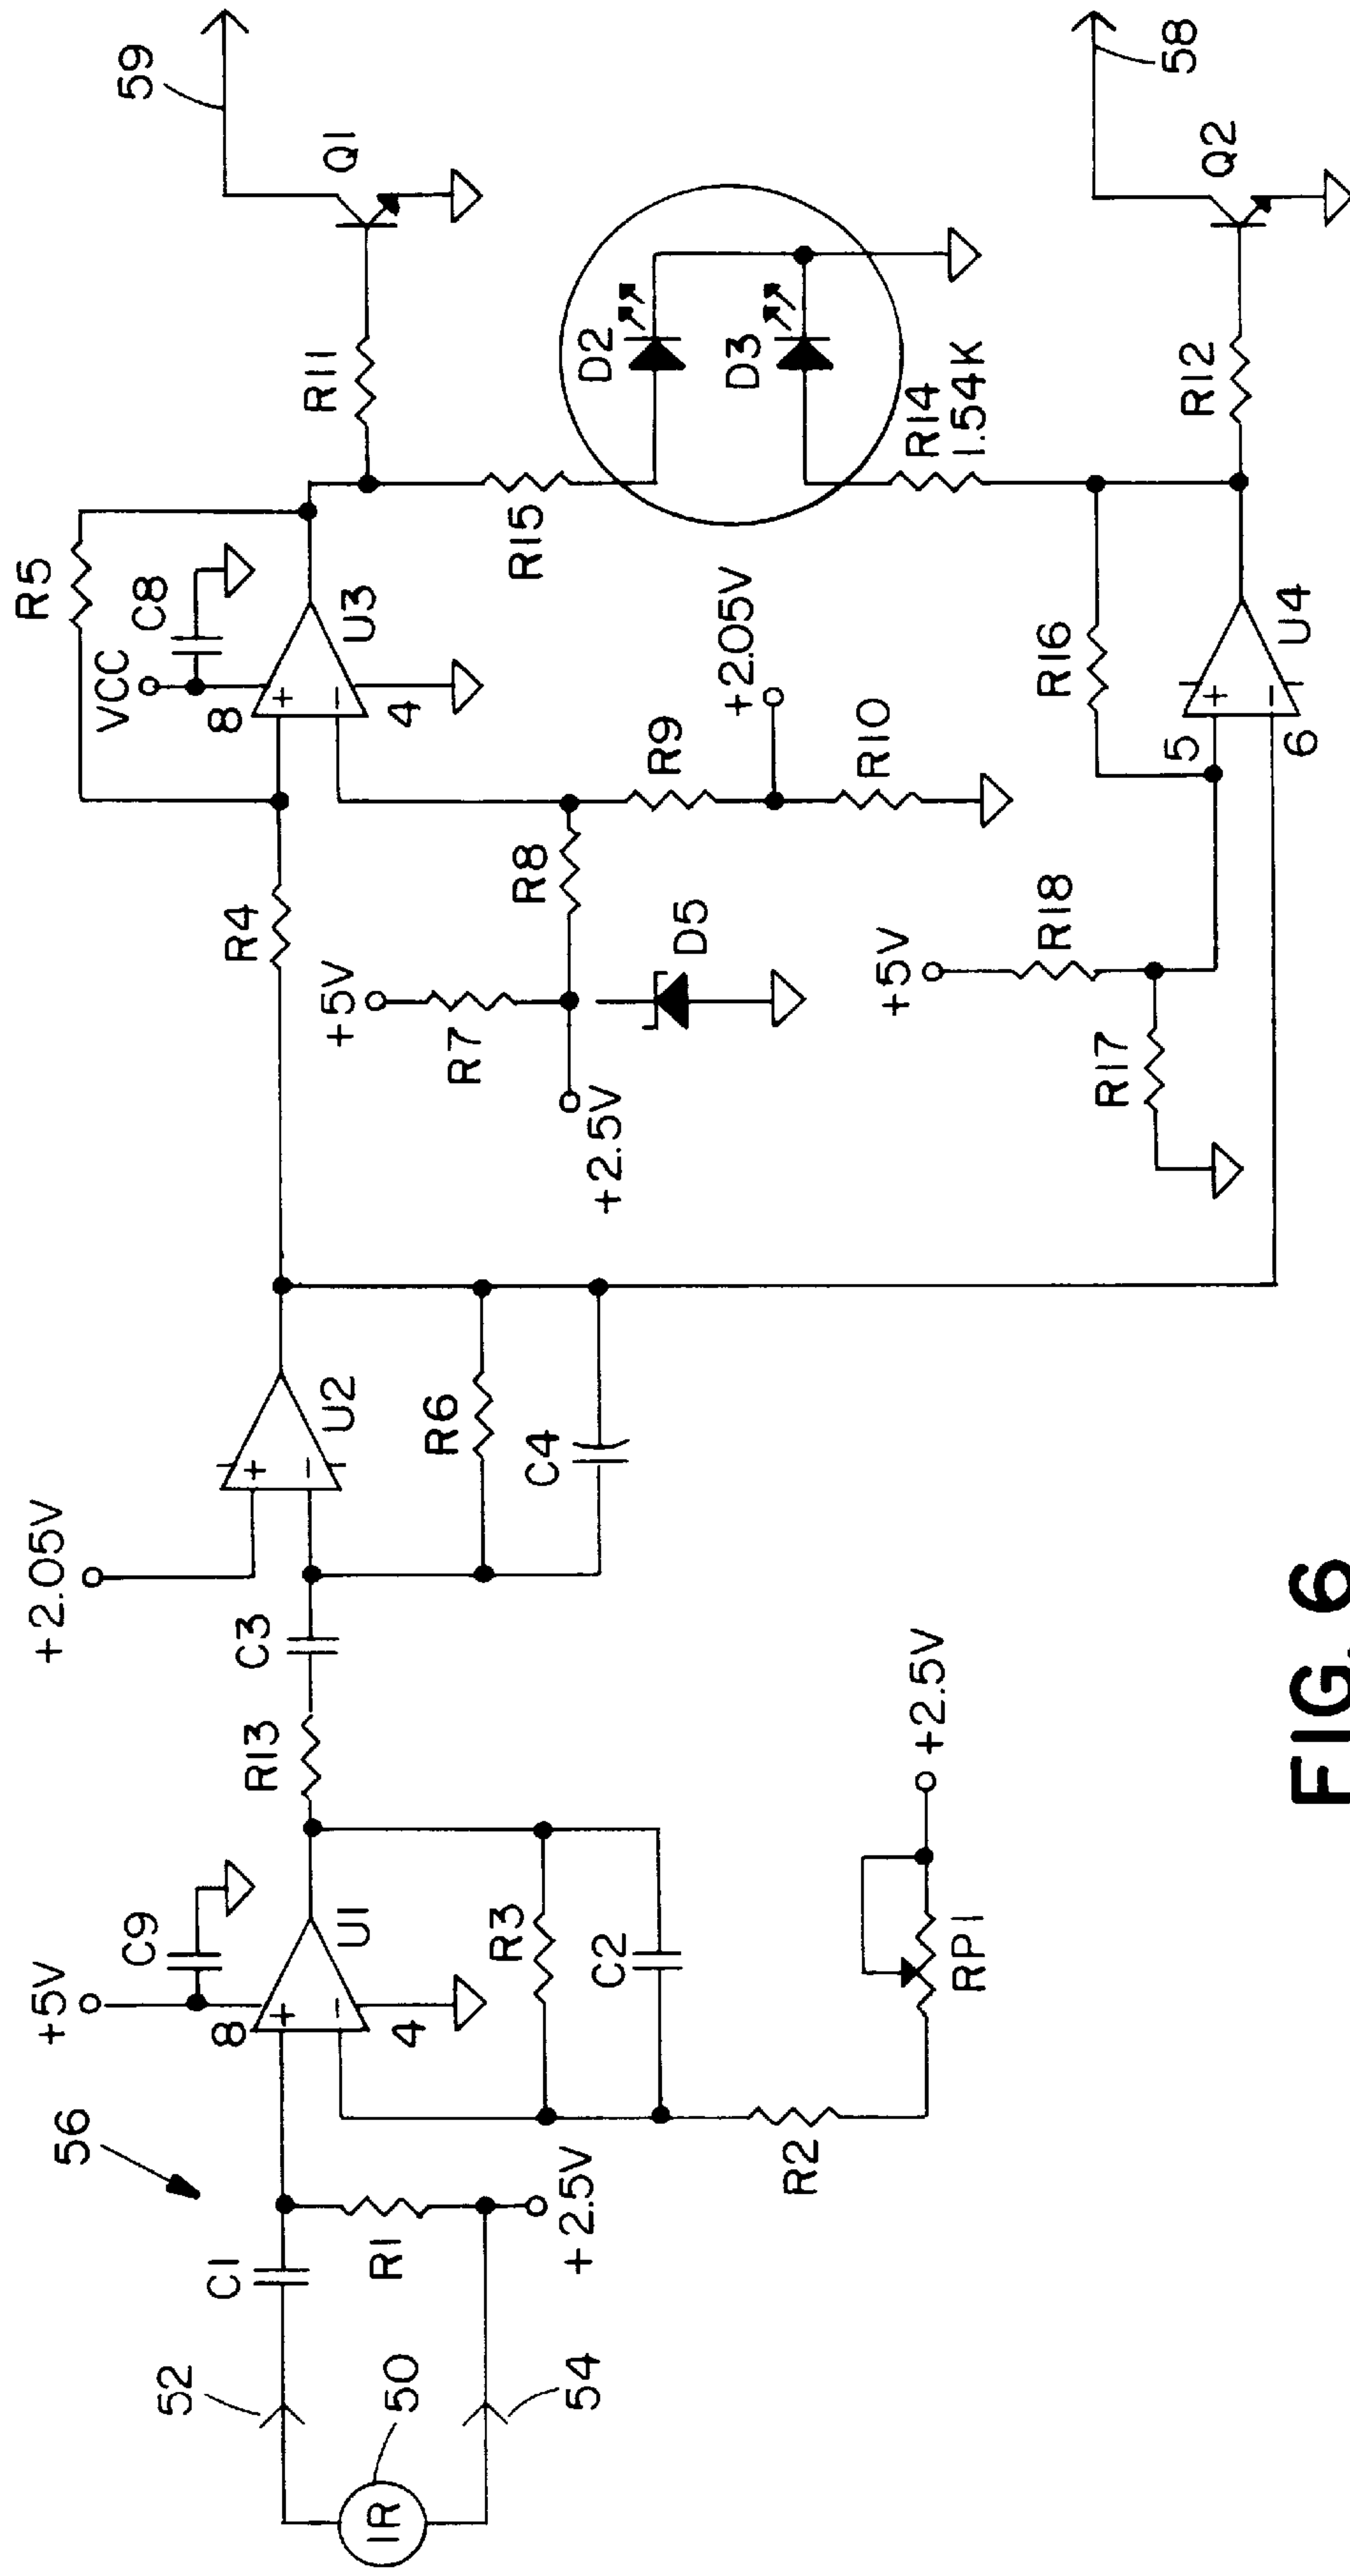 59
Q1
R11
R5
C8
VCC
8
+
−
4
U3
R4
R15
D2
D3
R14
1.54K
58
Q2
R12
R16
U4
5
+
−
6
+2.05V
R9
R10
R8
+5V
R7
D5
+2.5V
+5V
R18
R17
+2.05V
+
−
U2
R6
C4
C3
R13
+5V
C9
8
+
−
4
U1
R3
C2
R2
RP1
+2.5V
56
C1
R1
+2.5V
52
50
IR
54
FIG. 6